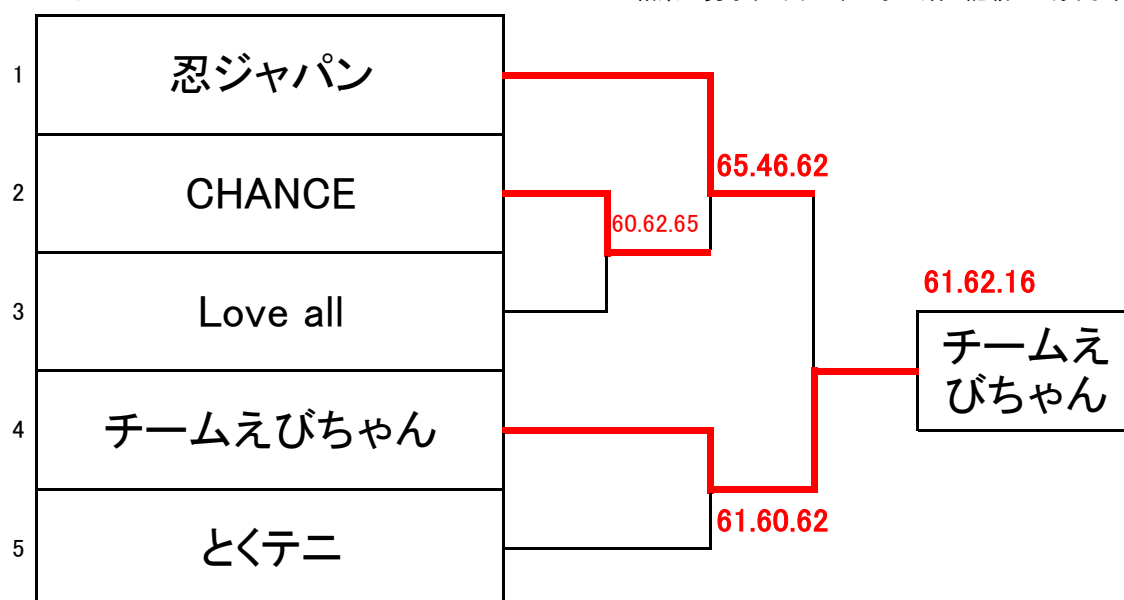 1
忍ジャパン
65.46.62
2
CHANCE
60.62.65
61.62.16
3
Love all
チームえ
びちゃん
4
チームえびちゃん
61.60.62
5
とくテニ